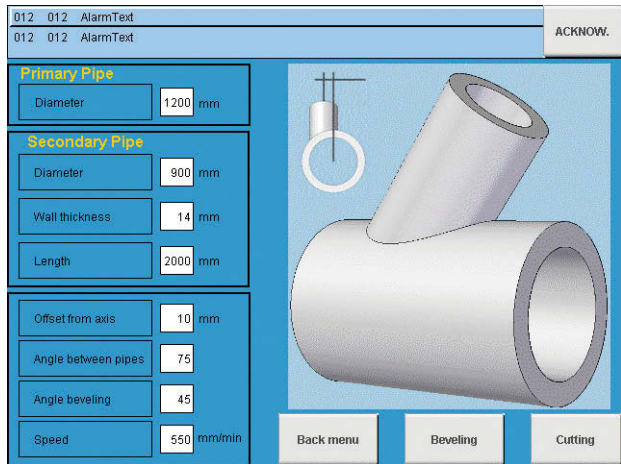 012 012 AlarmText
012 012 AlarmText
ACKNOW.
Primary Pipe
Diameter 1200 mm
Secondary Pipe
Diameter 900 mm
Wall thickness 14 mm
Length 2000 mm
Offset from axis 10 mm
Angle between pipes 75
Angle beveling 45
Speed 550 mm/min
Back menu Beveling Cutting